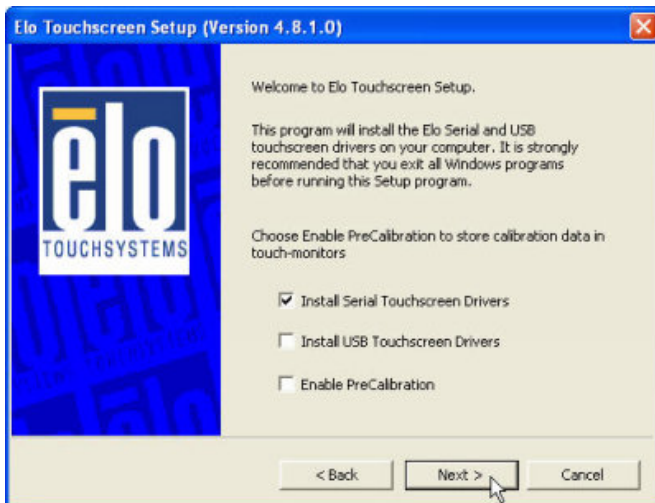 Elo Touchscreen Setup (Version 4.8.1.0)
ēlo
TOUCHSYSTEMS
Welcome to Elo Touchscreen Setup.
This program will install the Elo Serial and USB
touchscreen drivers on your computer. It is strongly
recommended that you exit all Windows programs
before running this Setup program.
Choose Enable PreCalibration to store calibration data in
touch-monitors
Install Serial Touchscreen Drivers
Install USB Touchscreen Drivers
Enable PreCalibration
< Back
Next >
Cancel